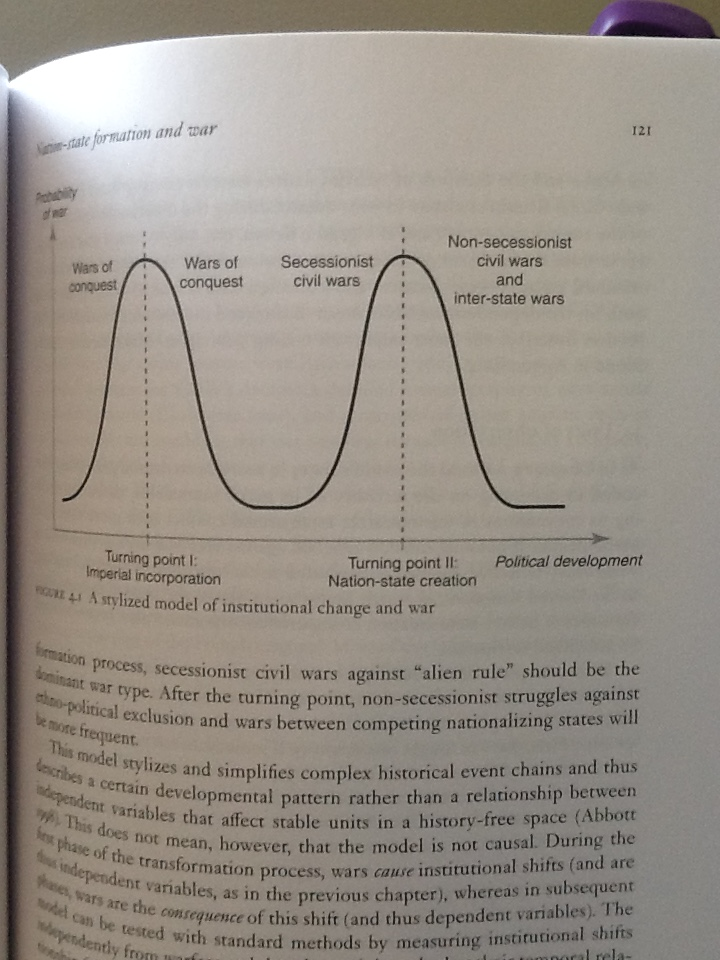 Nation-state formation and war
121
Probability
of war
Wars of
conquest
Wars of
conquest
Secessionist
civil wars
Non-secessionist
civil wars
and
inter-state wars
Turning point I:
Imperial incorporation
Turning point II:
Nation-state creation
Political development
FIGURE 4.1 A stylized model of institutional change and war
formation process, secessionist civil wars against “alien rule” should be the
dominant war type. After the turning point, non-secessionist struggles against
ethno-political exclusion and wars between competing nationalizing states will
be more frequent.
This model stylizes and simplifies complex historical event chains and thus
describes a certain developmental pattern rather than a relationship between
independent variables that affect stable units in a history-free space (Abbott
1998). This does not mean, however, that the model is not causal. During the
first phase of the transformation process, wars cause institutional shifts (and are
thus independent variables, as in the previous chapter), whereas in subsequent
phases, wars are the consequence of this shift (and thus dependent variables). The
model can be tested with standard methods by measuring institutional shifts
independently from
temporal rela-